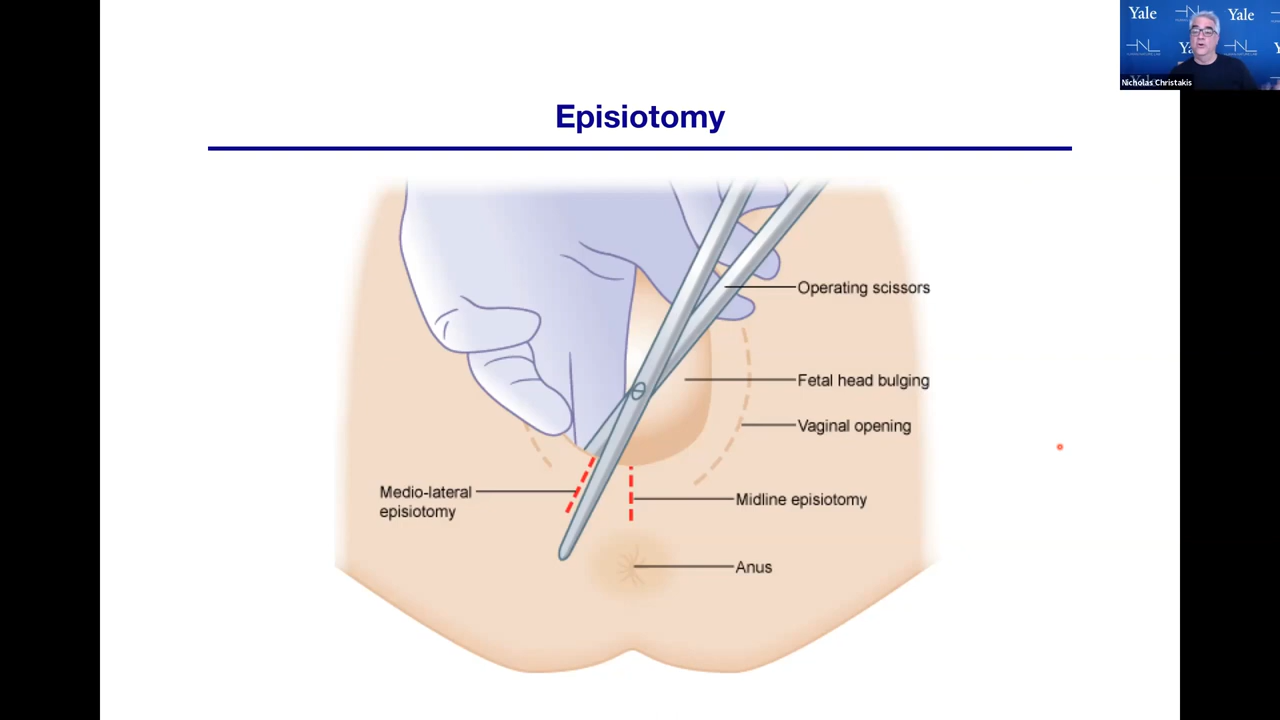 Yale
Yale
Nicholas Christakis
Episiotomy
Operating scissors
Fetal head bulging
Vaginal opening
Medio-lateral
episiotomy
Midline episiotomy
Anus